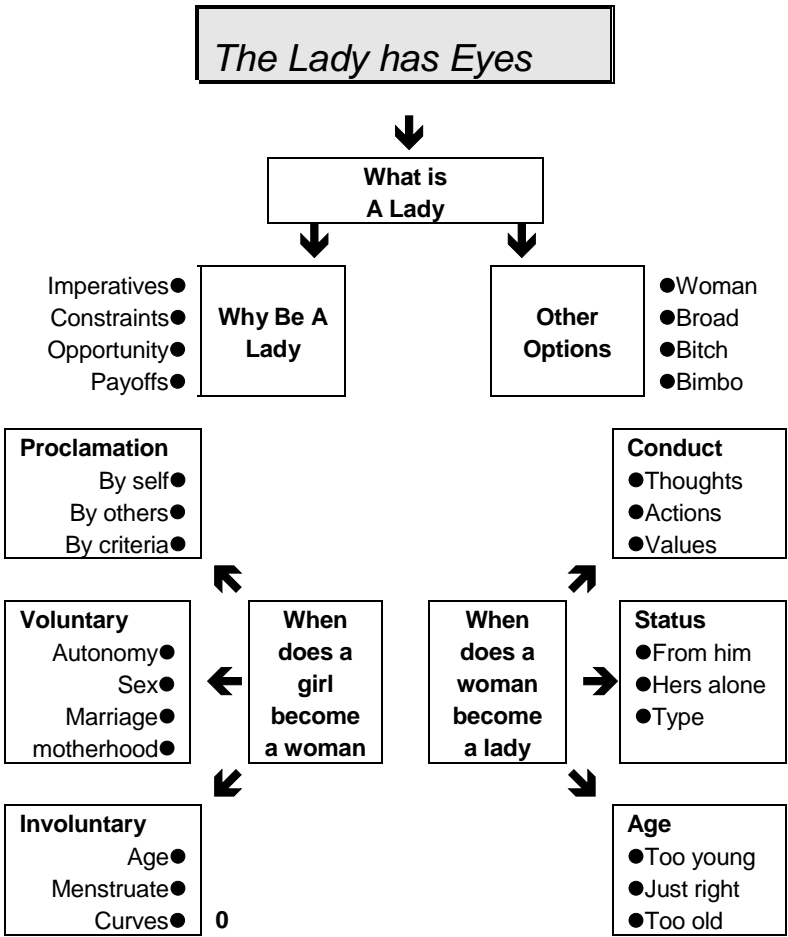 The Lady has Eyes
What is
A Lady
Imperatives●
Constraints●
Opportunity●
Payoffs●
Why Be A
Lady
Other
Options
●Woman
●Broad
●Bitch
●Bimbo
Proclamation
By self●
By others●
By criteria●
Conduct
●Thoughts
●Actions
●Values
Voluntary
Autonomy●
Sex●
Marriage●
motherhood●
When
does a
girl
become
a woman
When
does a
woman
become
a lady
Status
●From him
●Hers alone
●Type
Involuntary
Age●
Menstruate●
Curves●
0
Age
●Too young
●Just right
●Too old